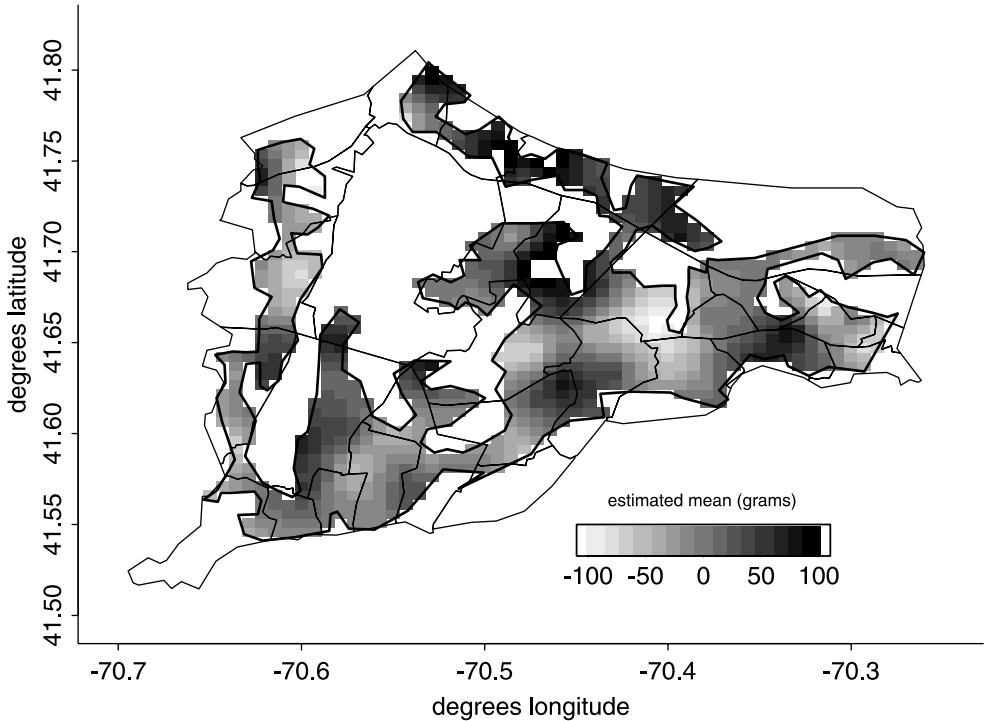 41.80
41.75
41.70
41.65
41.60
41.55
41.50
degrees latitude
estimated mean (grams)
-100 -50 0 50 100
-70.7 -70.6 -70.5 -70.4 -70.3
degrees longitude